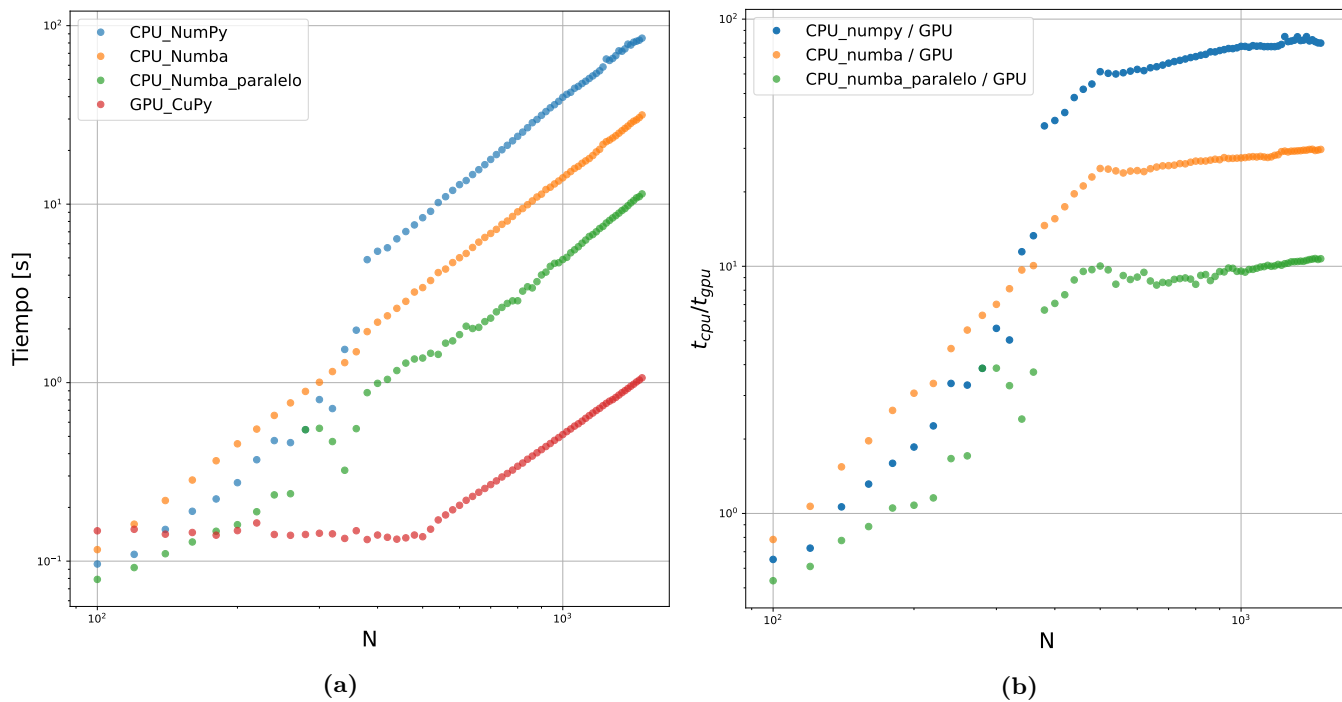 10²
10¹
10⁰
10⁻¹
Tiempo [s]
CPU_NumPy
CPU_Numba
CPU_Numba_paralelo
GPU_CuPy
10²
10³
N
(a)
10²
10¹
10⁰
t_cpu/t_gpu
CPU_numpy / GPU
CPU_numba / GPU
CPU_numba_paralelo / GPU
10²
10³
N
(b)